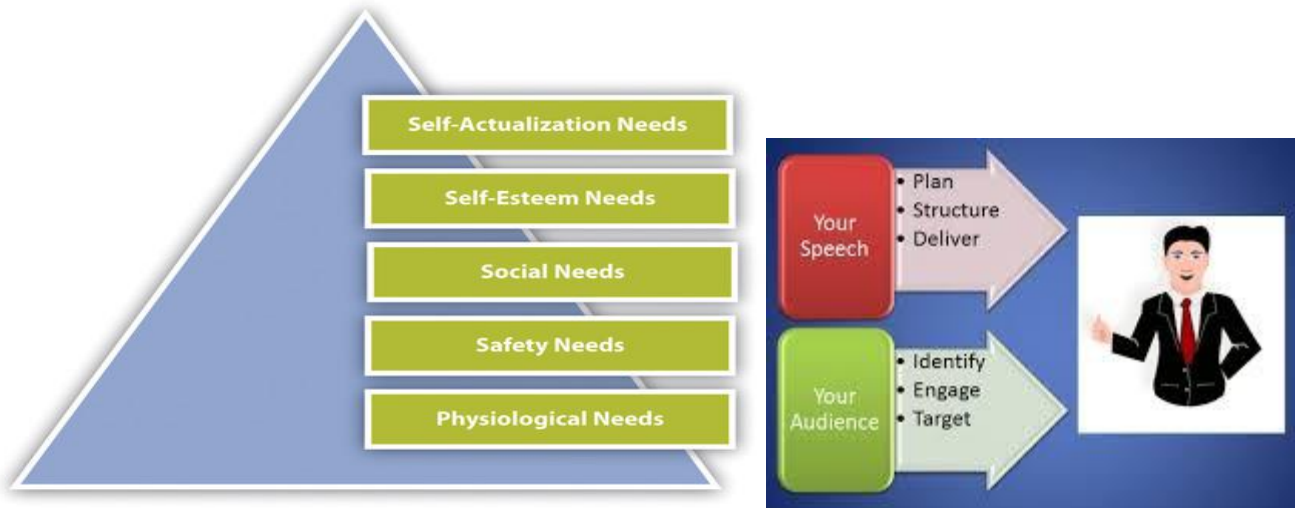 Self-Actualization Needs
Self-Esteem Needs
Social Needs
Safety Needs
Physiological Needs
Your
Speech
• Plan
• Structure
• Deliver
Your
Audience
• Identify
• Engage
• Target